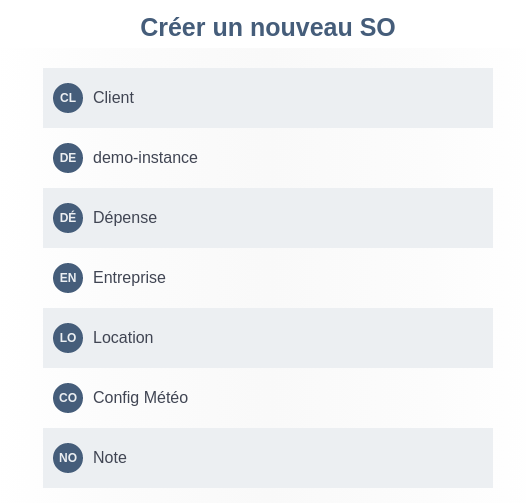 Créer un nouveau SO
CL Client
DE demo-instance
DÉ Dépense
EN Entreprise
LO Location
CO Config Météo
NO Note